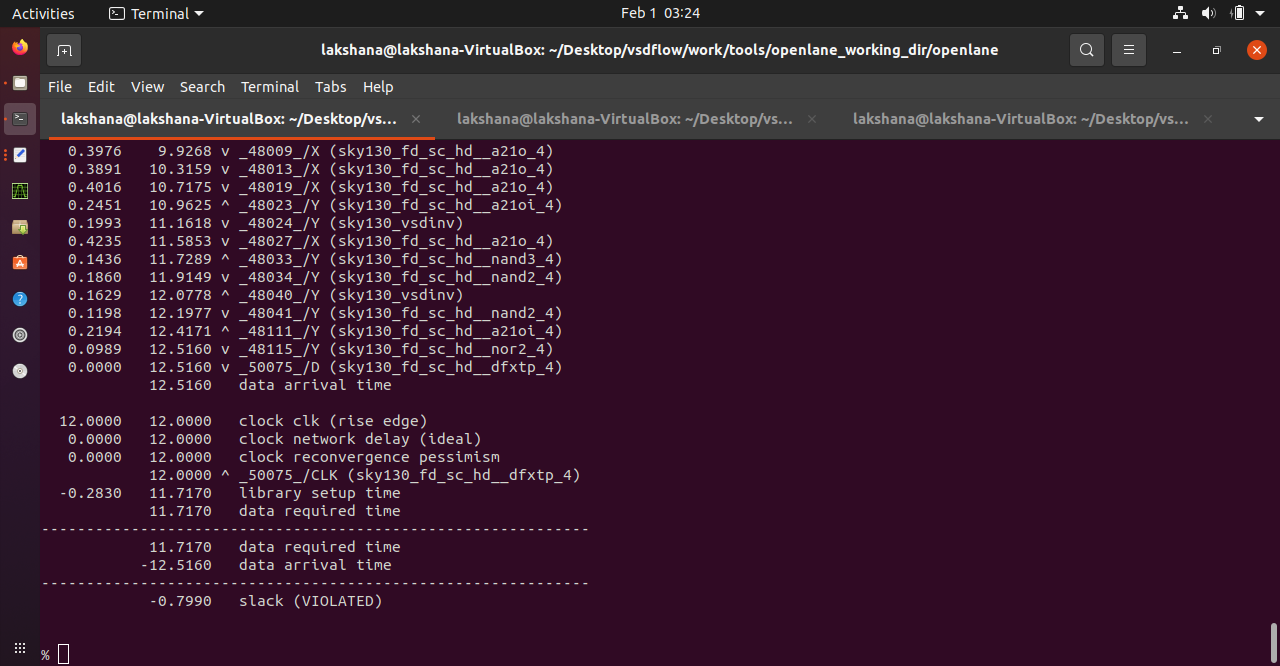 Activities Terminal Feb 1 03:24
lakshana@lakshana-VirtualBox: ~/Desktop/vsdflow/work/tools/openlane_working_dir/openlane
File Edit View Search Terminal Tabs Help
lakshana@lakshana-VirtualBox: ~/Desktop/vs... × lakshana@lakshana-VirtualBox: ~/Desktop/vs... × lakshana@lakshana-VirtualBox: ~/Desktop/vs... ×
0.3976 9.9268 v _48009_/X (sky130_fd_sc_hd__a21o_4)
0.3891 10.3159 v _48013_/X (sky130_fd_sc_hd__a21o_4)
0.4016 10.7175 v _48019_/X (sky130_fd_sc_hd__a21o_4)
0.2451 10.9625 ^ _48023_/Y (sky130_fd_sc_hd__a21oi_4)
0.1993 11.1618 v _48024_/Y (sky130_vsdinv)
0.4235 11.5853 v _48027_/X (sky130_fd_sc_hd__a21o_4)
0.1436 11.7289 ^ _48033_/Y (sky130_fd_sc_hd__nand3_4)
0.1860 11.9149 v _48034_/Y (sky130_fd_sc_hd__nand2_4)
0.1629 12.0778 ^ _48040_/Y (sky130_vsdinv)
0.1198 12.1977 v _48041_/Y (sky130_fd_sc_hd__nand2_4)
0.2194 12.4171 ^ _48111_/Y (sky130_fd_sc_hd__a21oi_4)
0.0989 12.5160 v _48115_/Y (sky130_fd_sc_hd__nor2_4)
0.0000 12.5160 v _50075_/D (sky130_fd_sc_hd__dfxtp_4)
12.5160 data arrival time
12.0000 12.0000 clock clk (rise edge)
0.0000 12.0000 clock network delay (ideal)
0.0000 12.0000 clock reconvergence pessimism
12.0000 ^ _50075_/CLK (sky130_fd_sc_hd__dfxtp_4)
-0.2830 11.7170 library setup time
11.7170 data required time
-------------------------------------------------------------
11.7170 data required time
-12.5160 data arrival time
-------------------------------------------------------------
-0.7990 slack (VIOLATED)
%